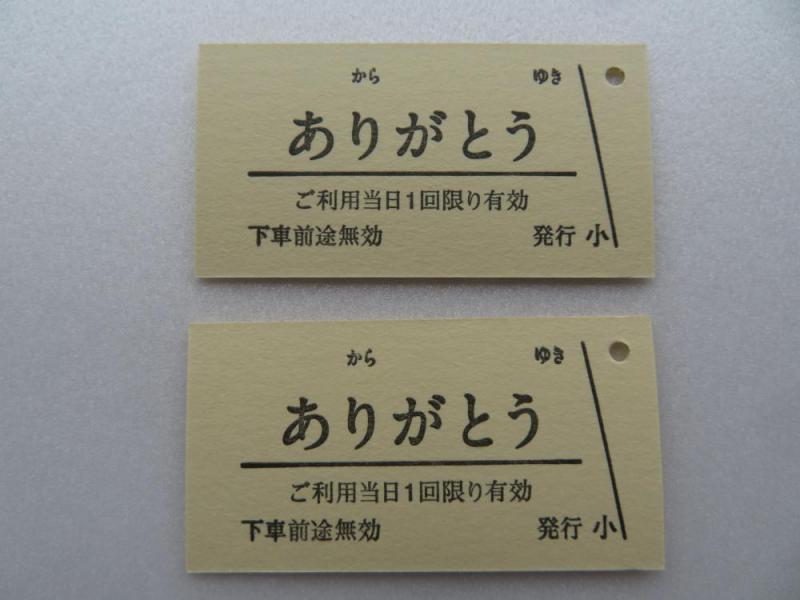 から ゆき
ありがとう
ご利用当日1回限り有効
下車前途無効 発行 小
から ゆき
ありがとう
ご利用当日1回限り有効
下車前途無効 発行 小